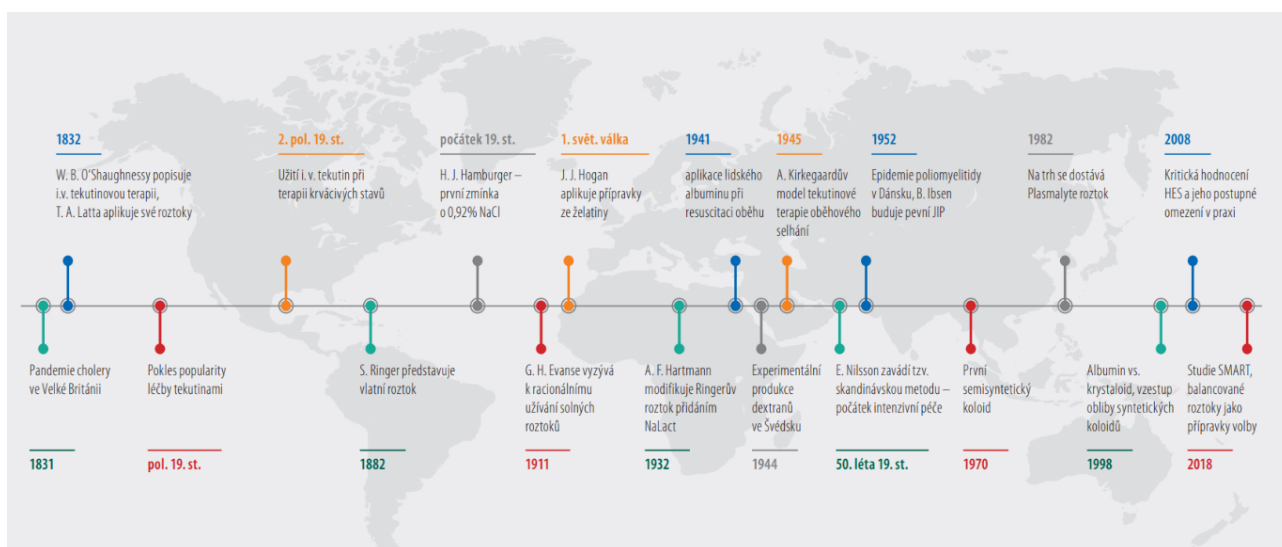 1832
W. B. O’Shaughnessy popisuje
i.v. tekutinovou terapii,
T. A. Latta aplikuje své roztoky
2. pol. 19. st.
Užití i. v. tekutin při
terapii krvácivých stavů
počátek 19. st.
H. J. Hamburger –
první zmínka
o 0,92% NaCl
1. svět. válka
J. J. Hogan
aplikuje přípravky
ze želatiny
1941
aplikace lidského
albuminu při
resuscitaci oběhu
1945
A. Kirkegaardův
model tekutinové
terapie oběhového
selhání
1952
Epidemie poliomyelitidy
v Dánsku, B. Ibsen
buduje pevní JIP
1982
Na trh se dostává
Plasmalyte roztok
2008
Kritická hodnocení
HES a jeho postupné
omezení v praxi
Pandemie cholery
ve Velké Británii
1831
Pokles popularity
léčby tekutinami
pol. 19. st.
S. Ringer představuje
vlatní roztok
1882
G. H. Evanse vyzývá
k racionálnímu
užívání solných
roztoků
1911
A. F. Hartmann
modifikuje Ringerův
roztok přidáním
NaLact
1932
Experimentální
produkce
dextranů
ve Švédsku
1944
E. Nilsson zavádí tzv.
skandinávskou metodu –
počátek intenzivní péče
50. léta 19. st.
První
semisyntetický
koloid
1970
Albumin vs.
krystaloid, vzestup
obliby syntetických
koloidů
1998
Studie SMART,
balancované
roztoky jako
přípravky volby
2018